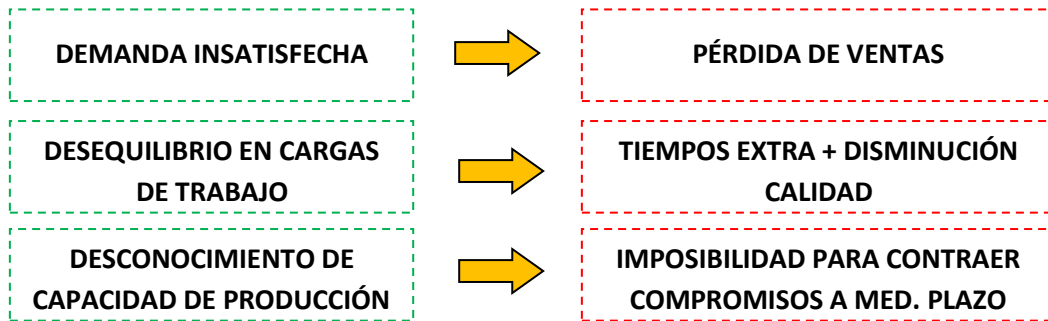 DEMANDA INSATISFECHA
PÉRDIDA DE VENTAS
DESEQUILIBRIO EN CARGAS
DE TRABAJO
TIEMPOS EXTRA + DISMINUCIÓN
CALIDAD
DESCONOCIMIENTO DE
CAPACIDAD DE PRODUCCIÓN
IMPOSIBILIDAD PARA CONTRAER
COMPROMISOS A MED. PLAZO